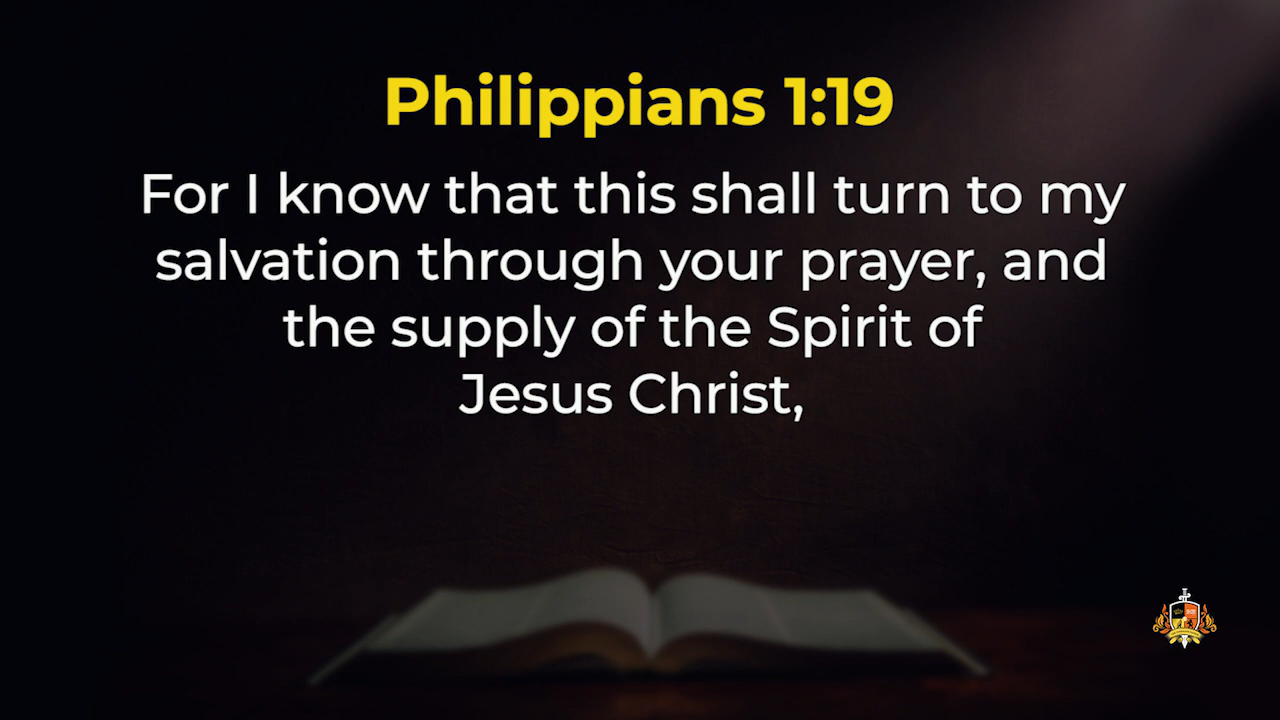 Philippians 1:19
For I know that this shall turn to my
salvation through your prayer, and
the supply of the Spirit of
Jesus Christ,